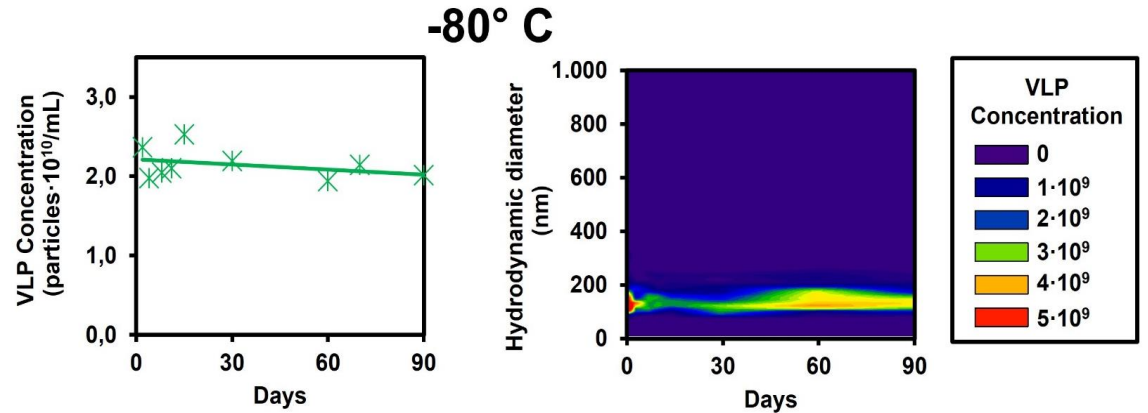 -80° C
VLP Concentration
(particles·10¹⁰/mL)
3,0
2,0
1,0
0,0
0
30
60
90
Days
Hydrodynamic diameter
(nm)
1.000
800
600
400
200
0
0
30
60
90
Days
VLP
Concentration
0
1·10⁹
2·10⁹
3·10⁹
4·10⁹
5·10⁹